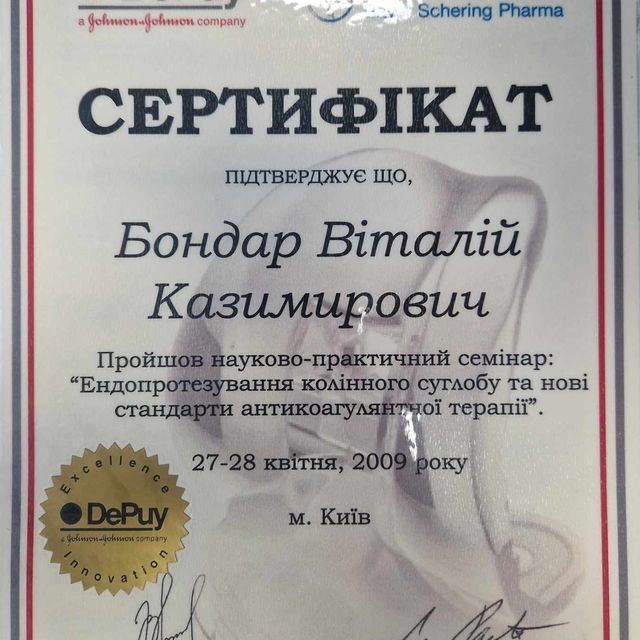 DePuy
a Johnson&Johnson company
Schering Pharma
СЕРТИФІКАТ
ПІДТВЕРДЖУЄ ЩО,
Бондар Віталій
Казимирович
Пройшов науково-практичний семінар:
“Ендопротезування колінного суглобу та нові
стандарти антикоагулянтної терапії”.
27-28 квітня, 2009 року
м. Київ
Excellence
DePuy
a Johnson&Johnson company
Innovation